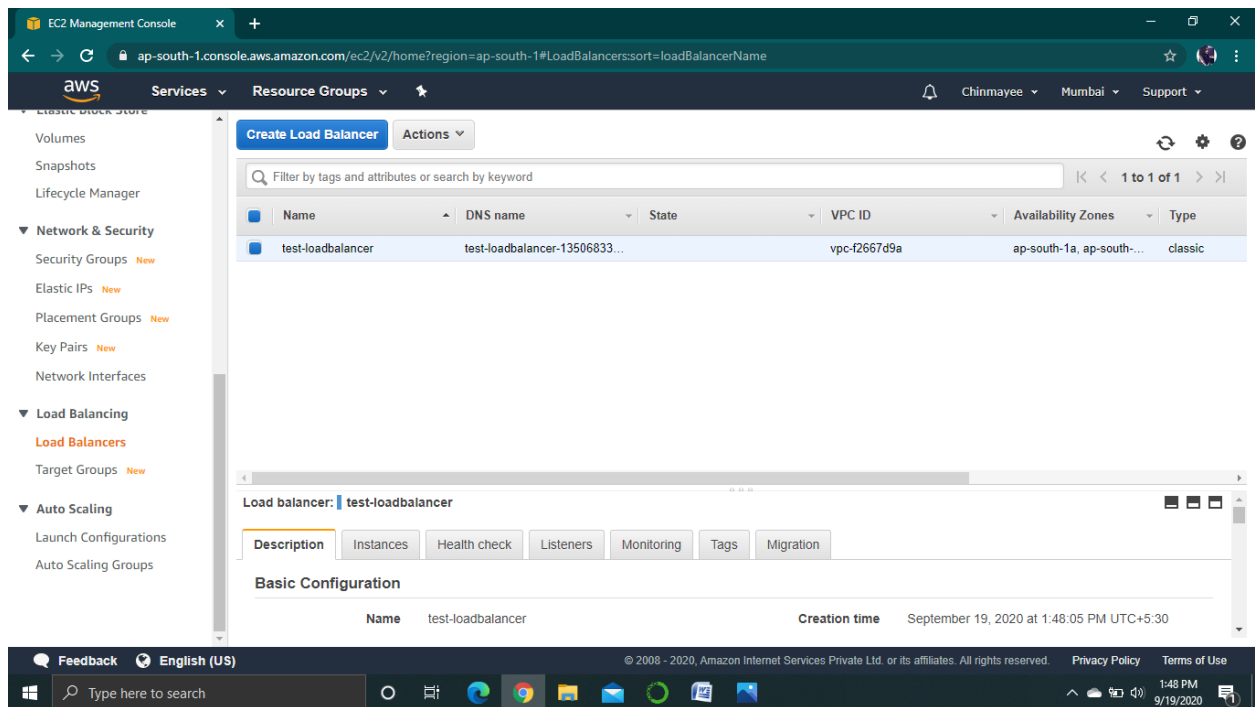 EC2 Management Console
ap-south-1.console.aws.amazon.com/ec2/v2/home?region=ap-south-1#LoadBalancers:sort=loadBalancerName
aws Services Resource Groups Chinmayee Mumbai Support
Elastic Block Store
Volumes
Snapshots
Lifecycle Manager
Network & Security
Security Groups New
Elastic IPs New
Placement Groups New
Key Pairs New
Network Interfaces
Load Balancing
Load Balancers
Target Groups New
Auto Scaling
Launch Configurations
Auto Scaling Groups
Create Load Balancer Actions
Filter by tags and attributes or search by keyword 1 to 1 of 1
Name DNS name State VPC ID Availability Zones Type
test-loadbalancer test-loadbalancer-13506833... vpc-f2667d9a ap-south-1a, ap-south-... classic
Load balancer: test-loadbalancer
Description Instances Health check Listeners Monitoring Tags Migration
Basic Configuration
Name test-loadbalancer Creation time September 19, 2020 at 1:48:05 PM UTC+5:30
Feedback English (US) © 2008 - 2020, Amazon Internet Services Private Ltd. or its affiliates. All rights reserved. Privacy Policy Terms of Use
Type here to search
1:48 PM
9/19/2020